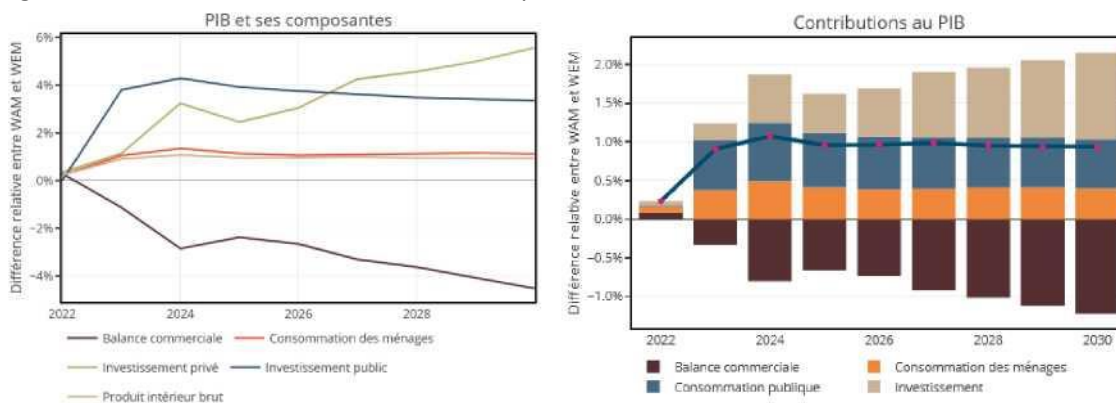 PIB et ses composantes
Différence relative entre WAM et WEM
6%
4%
2%
0%
−2%
−4%
2022
2024
2026
2028
Balance commerciale
Consommation des ménages
Investissement privé
Investissement public
Produit intérieur brut
Contributions au PIB
Différence relative entre WAM et WEM
2.0%
1.5%
1.0%
0.5%
0.0%
−0.5%
−1.0%
2022
2024
2026
2028
2030
Balance commerciale
Consommation des ménages
Consommation publique
Investissement